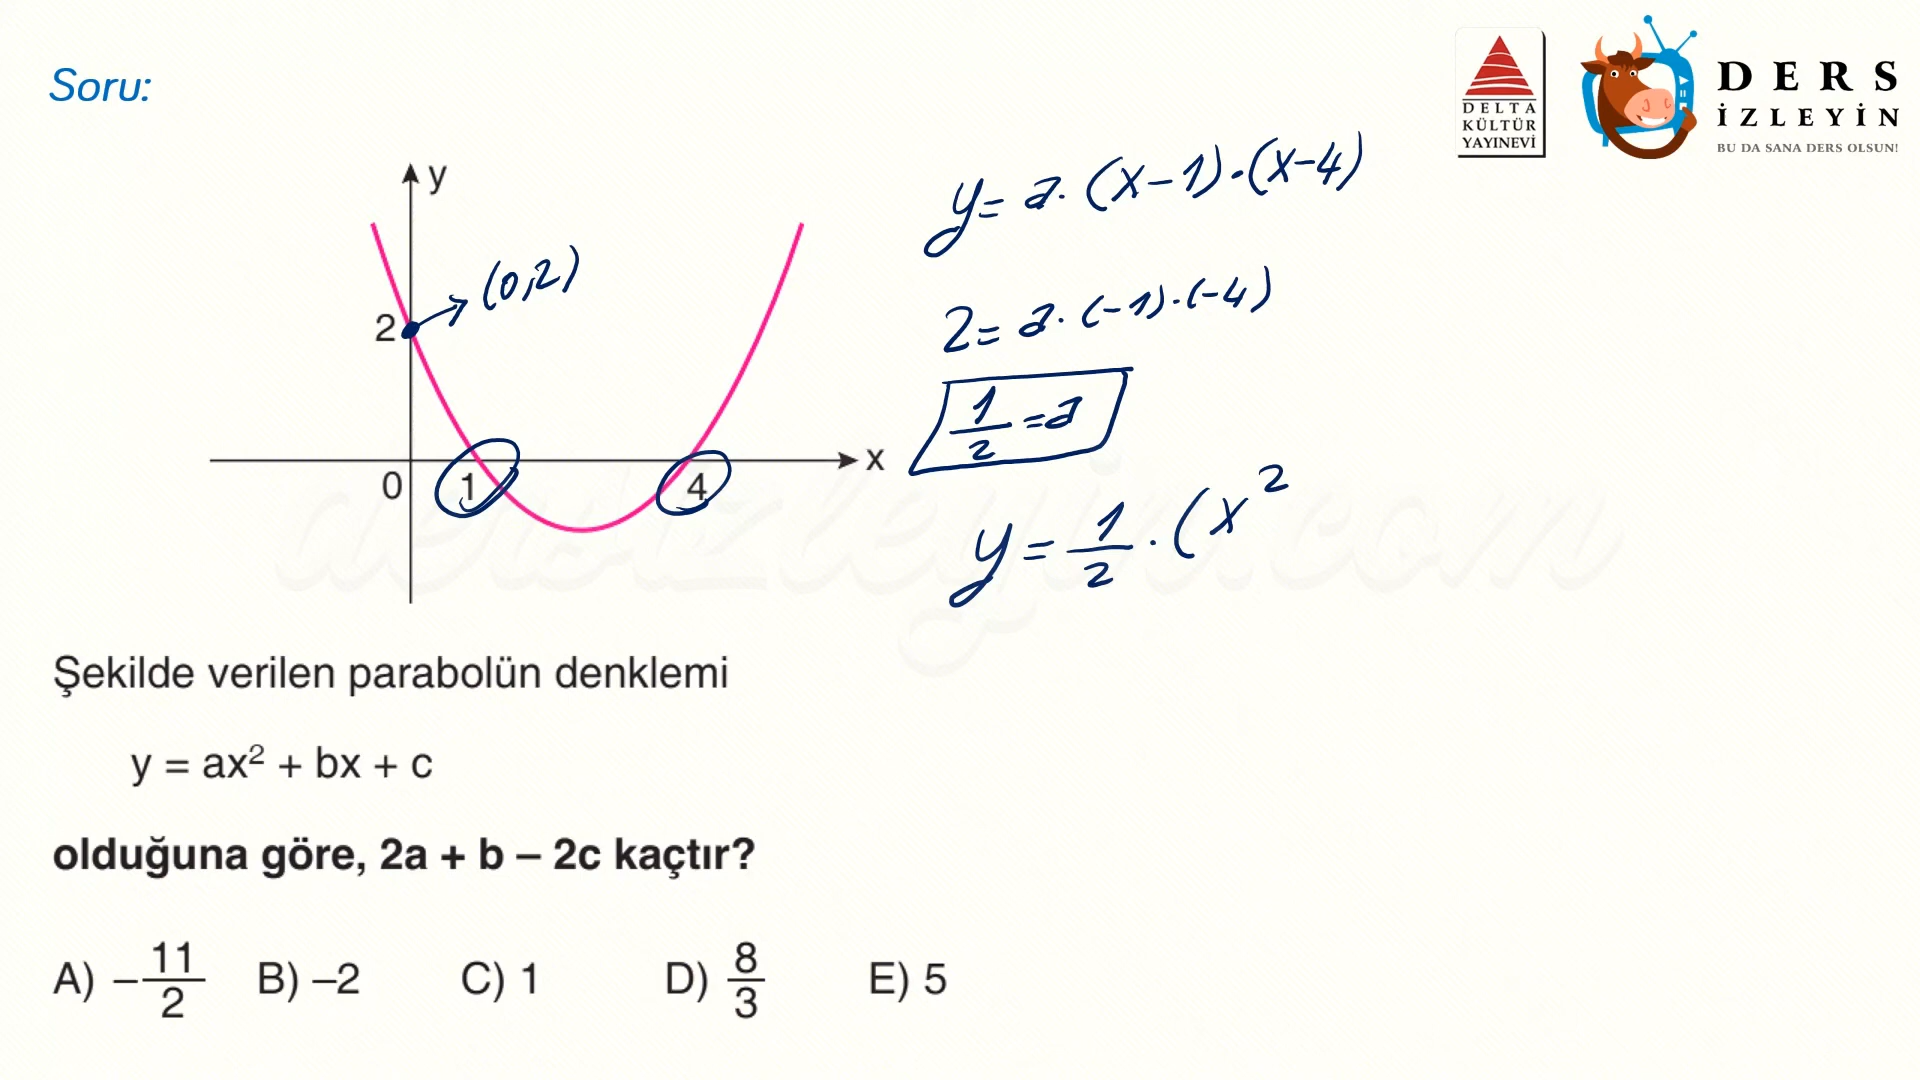 Soru:
DELTA
KÜLTÜR
YAYINEVİ
DERS
İZLEYİN
BU DA SANA DERS OLSUN!
y
(0,2)
2
0
1
4
x
y = a · (x-1) · (x-4)
2 = a · (-1) · (-4)
1/2 = a
y = 1/2 · (x²
dersizleyin.com
Şekilde verilen parabolün denklemi
y = ax² + bx + c
olduğuna göre, 2a + b – 2c kaçtır?
A) –11/2 B) –2 C) 1 D) 8/3 E) 5